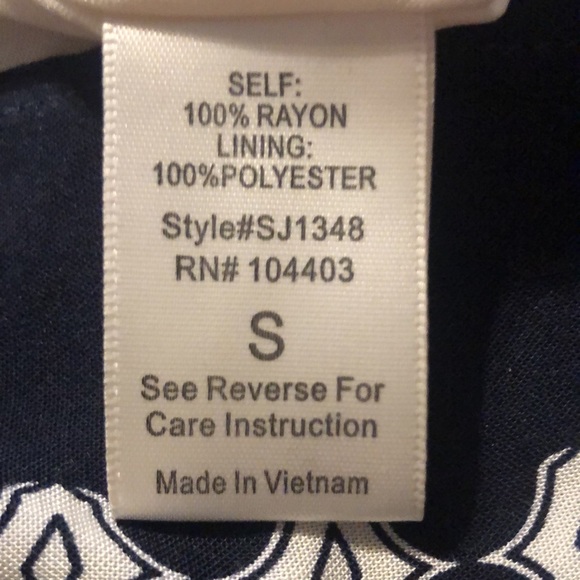 SELF:
100% RAYON
LINING:
100%POLYESTER
Style#SJ1348
RN# 104403
S
See Reverse For
Care Instruction
Made In Vietnam